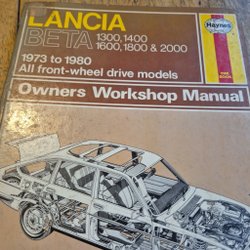 LANCIA
BETA 1300, 1400
1600, 1800 & 2000
1973 to 1980
All front-wheel drive models
Haynes
Owners Workshop Manual